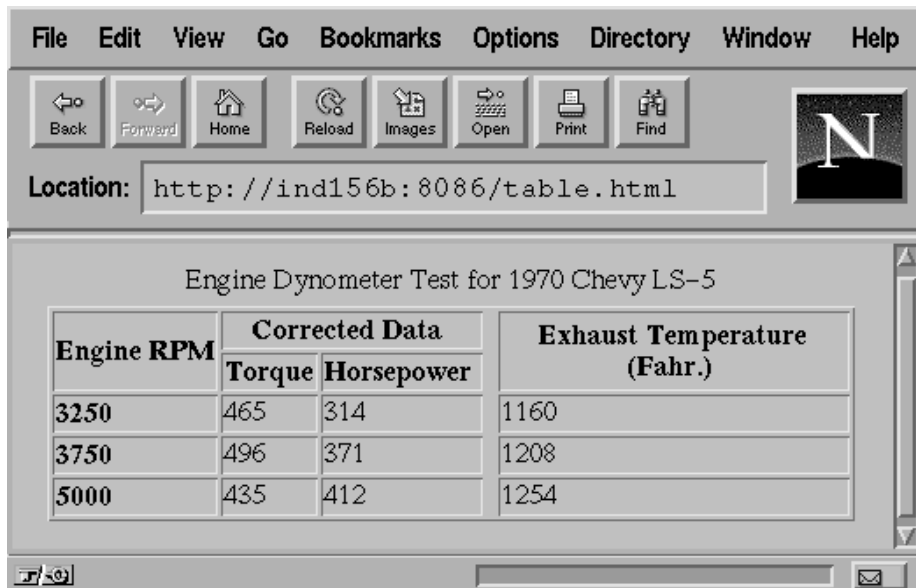 File Edit View Go Bookmarks Options Directory Window Help
Back Forward Home Reload Images Open Print Find
N
Location: http://ind156b:8086/table.html
Engine Dynometer Test for 1970 Chevy LS-5
Engine RPM Corrected Data Exhaust Temperature (Fahr.)
Torque Horsepower
3250 465 314 1160
3750 496 371 1208
5000 435 412 1254